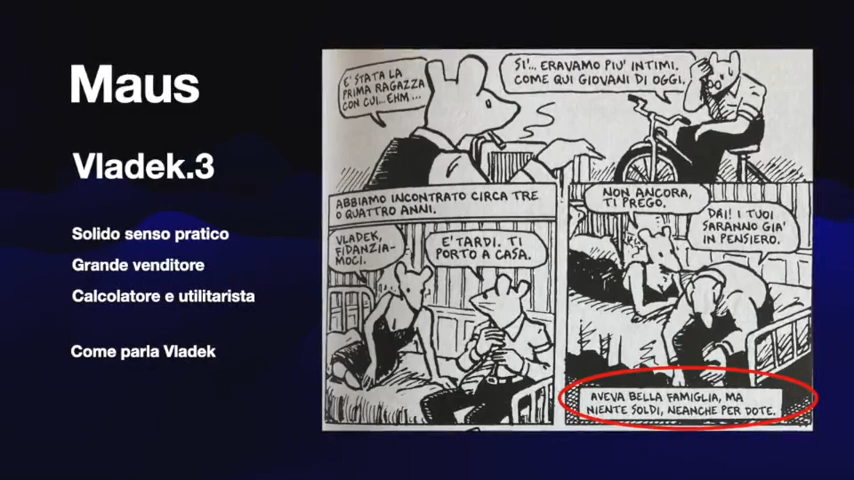 Maus
Vladek.3
Solido senso pratico
Grande venditore
Calcolatore e utilitarista
Come parla Vladek
E' STATA LA
PRIMA RAGAZZA
CON CUI... EHM...
SI'... ERAVAMO PIU' INTIMI.
COME QUI GIOVANI DI OGGI.
ABBIAMO INCONTRATO CIRCA TRE
O QUATTRO ANNI.
VLADEK,
FIDANZIA-
MOCI.
E' TARDI. TI
PORTO A CASA.
NON ANCORA,
TI PREGO.
DAI! I TUOI
SARANNO GIA'
IN PENSIERO.
AVEVA BELLA FAMIGLIA, MA
NIENTE SOLDI, NEANCHE PER DOTE.